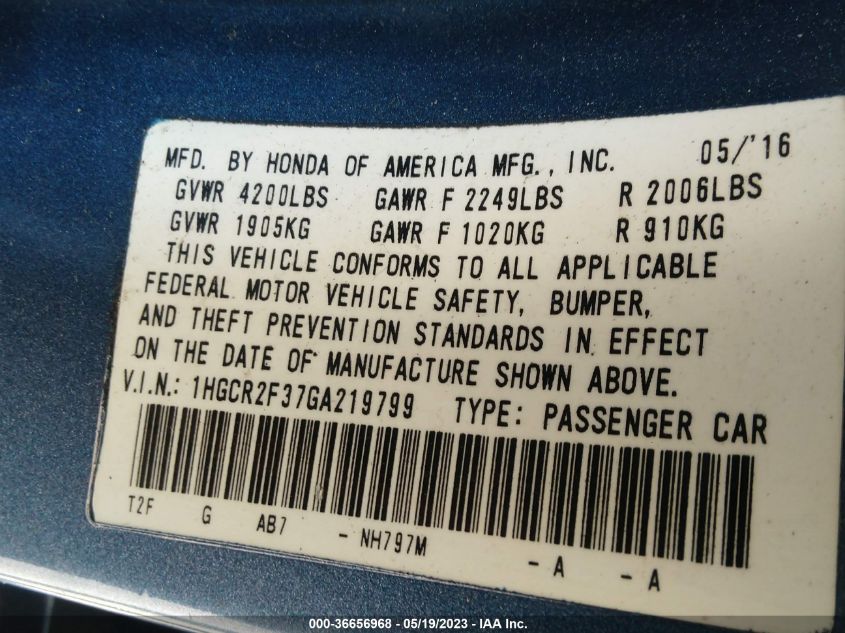 MFD. BY HONDA OF AMERICA MFG., INC. 05/'16
GVWR 4200LBS GAWR F 2249LBS R 2006LBS
GVWR 1905KG GAWR F 1020KG R 910KG
THIS VEHICLE CONFORMS TO ALL APPLICABLE
FEDERAL MOTOR VEHICLE SAFETY, BUMPER,
AND THEFT PREVENTION STANDARDS IN EFFECT
ON THE DATE OF MANUFACTURE SHOWN ABOVE.
V.I.N.: 1HGCR2F37GA219799 TYPE: PASSENGER CAR
T2F G AB7 - NH797M - A - A
000-36656968 - 05/19/2023 - IAA Inc.